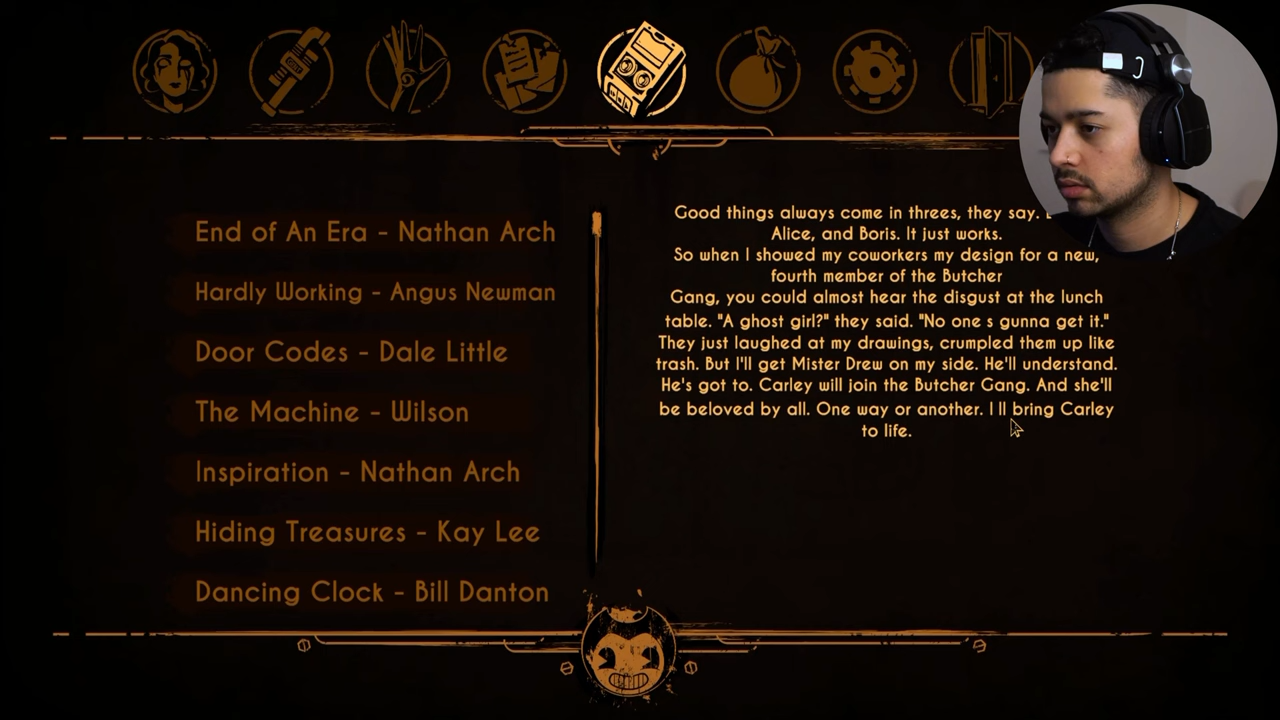 End of An Era - Nathan Arch
Hardly Working - Angus Newman
Door Codes - Dale Little
The Machine - Wilson
Inspiration - Nathan Arch
Hiding Treasures - Kay Lee
Dancing Clock - Bill Danton
Good things always come in threes, they say.
Alice, and Boris. It just works.
So when I showed my coworkers my design for a new,
fourth member of the Butcher
Gang, you could almost hear the disgust at the lunch
table. "A ghost girl?" they said. "No one s gunna get it."
They just laughed at my drawings, crumpled them up like
trash. But I'll get Mister Drew on my side. He'll understand.
He's got to. Carley will join the Butcher Gang. And she'll
be beloved by all. One way or another. I ll bring Carley
to life.